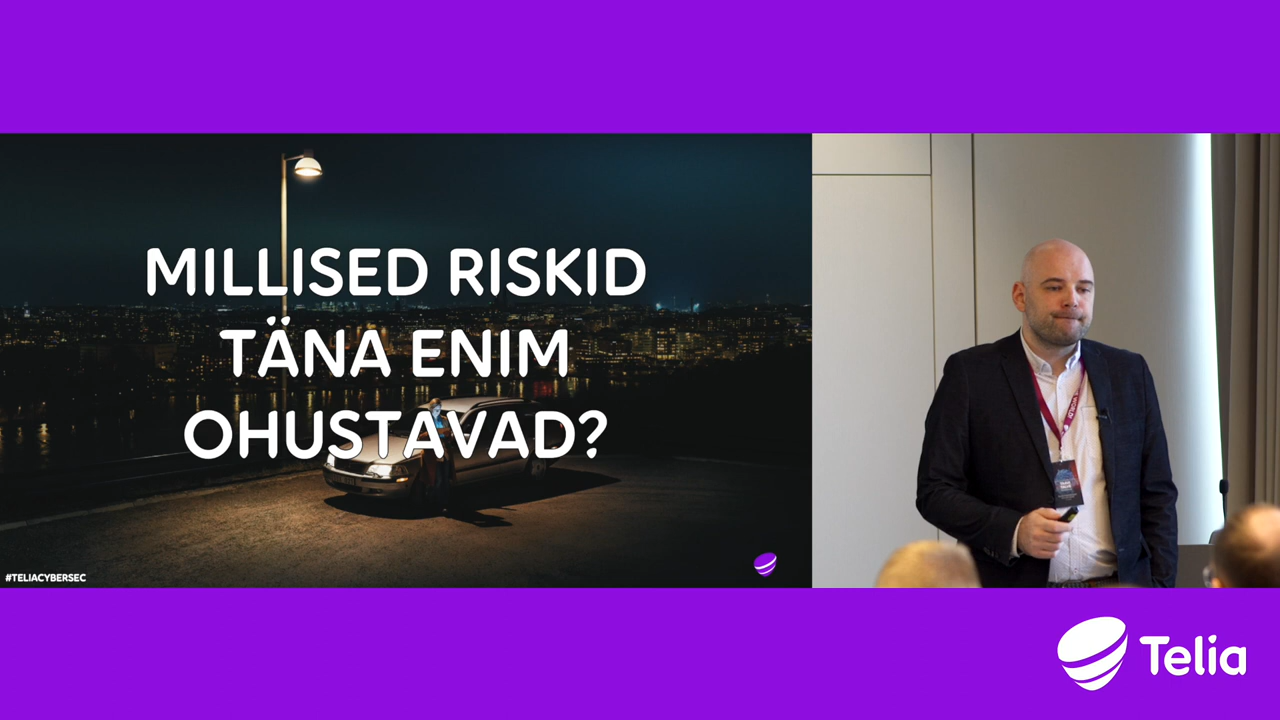 MILLISED RISKID
TÄNA ENIM
OHUSTAVAD?
#TELIACYBERSEC
Telia